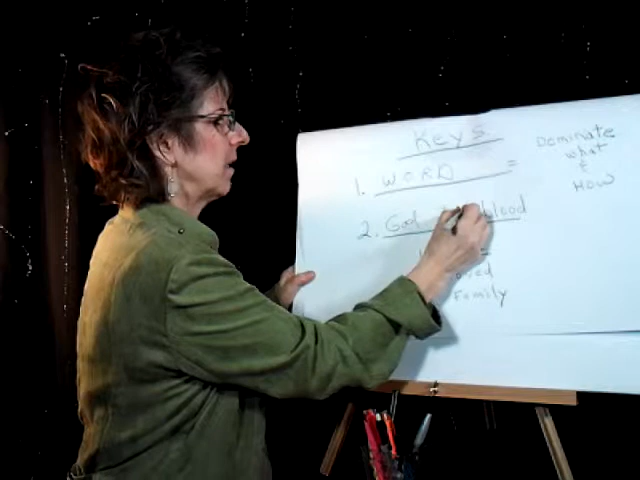 Keys
1. WORD =
Dominate
what
&
HOW
2. God blood
Family